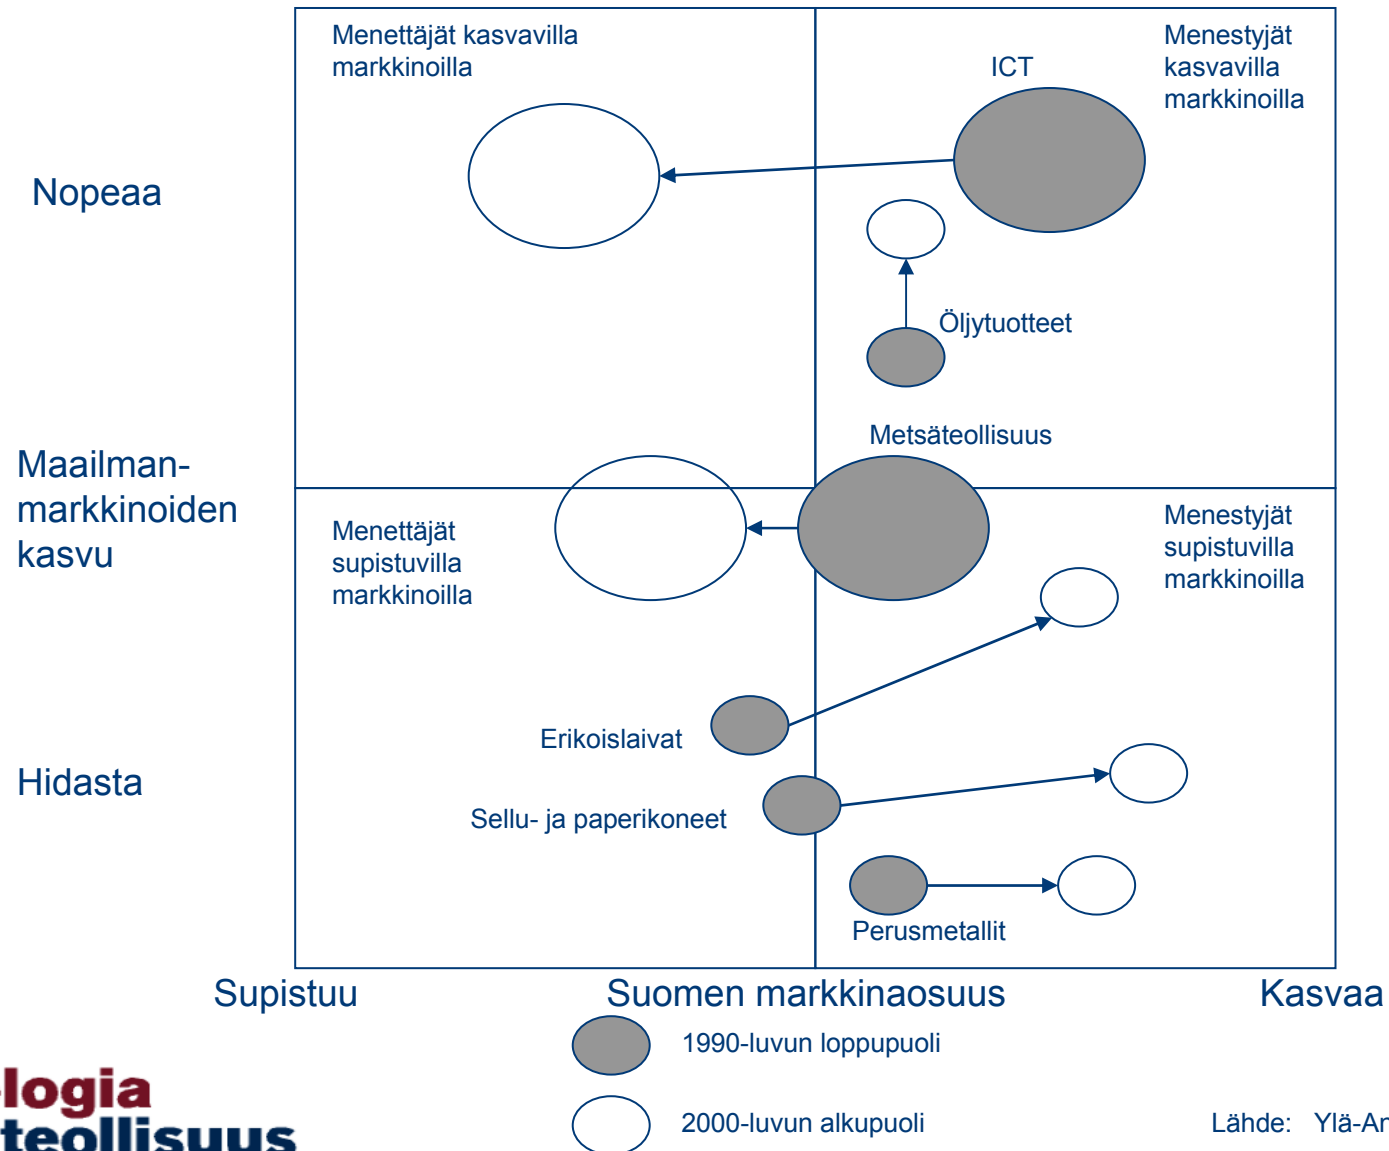 Menettäjät kasvavilla
markkinoilla
ICT
Menestyjät
kasvavilla
markkinoilla
Nopeaa
Öljytuotteet
Metsäteollisuus
Maailman-
markkinoiden
kasvu
Menettäjät
supistuvilla
markkinoilla
Menestyjät
supistuvilla
markkinoilla
Erikoislaivat
Hidasta
Sellu- ja paperikoneet
Perusmetallit
Supistuu
Suomen markkinaosuus
Kasvaa
1990-luvun loppupuoli
2000-luvun alkupuoli
Lähde: Ylä-An
logia
teollisuus